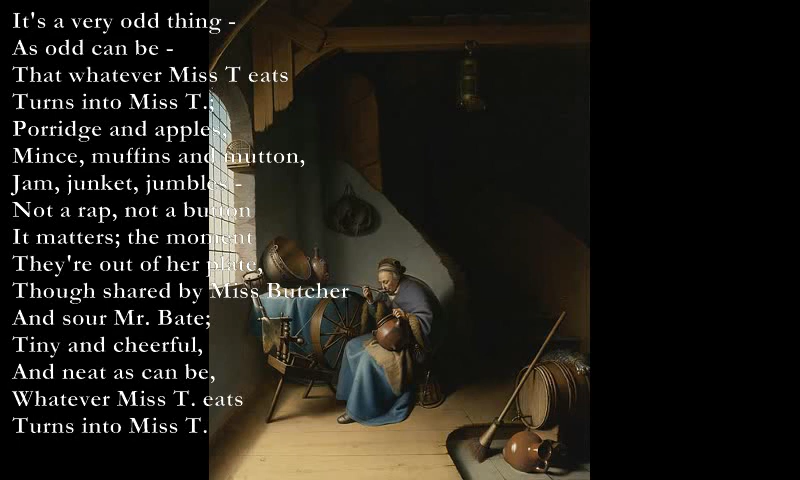 It's a very odd thing -
As odd can be -
That whatever Miss T eats
Turns into Miss T.;
Porridge and apples,
Mince, muffins and mutton,
Jam, junket, jumbles -
Not a rap, not a button
It matters; the moment
They're out of her plate,
Though shared by Miss Butcher
And sour Mr. Bate;
Tiny and cheerful,
And neat as can be,
Whatever Miss T. eats
Turns into Miss T.